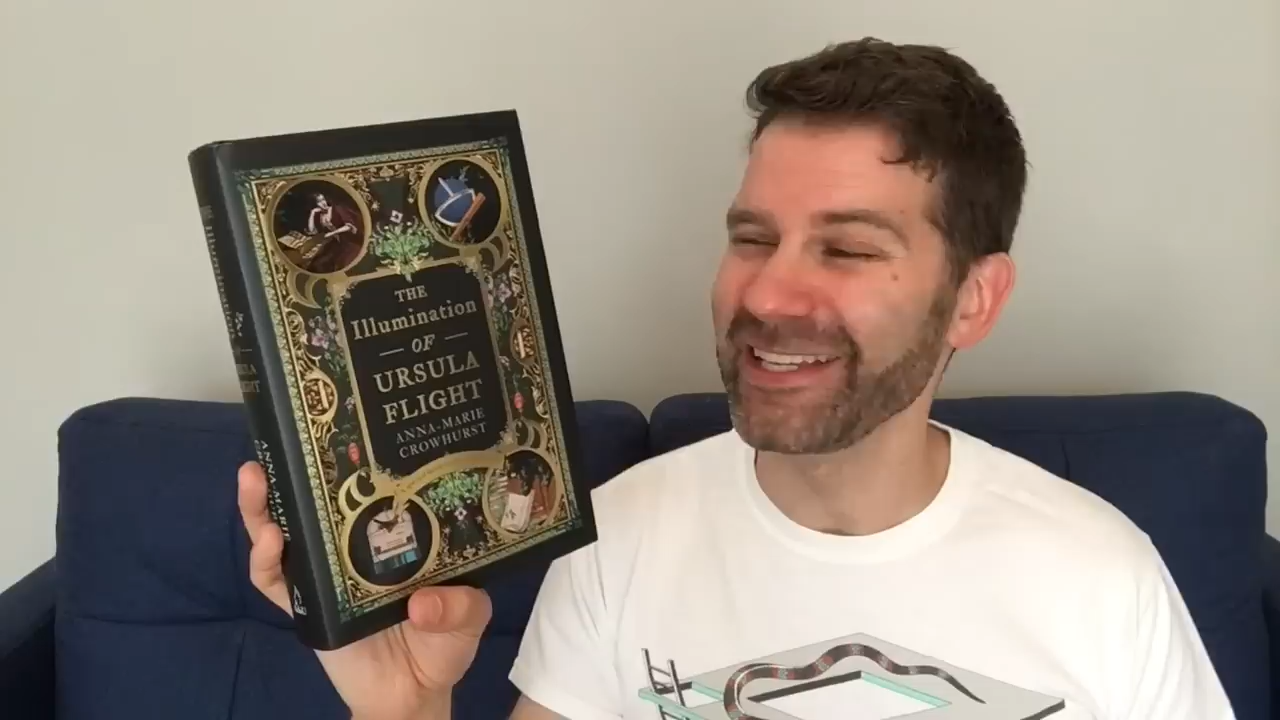 THE
Illumination
OF
URSULA
FLIGHT
ANNA-MARIE
CROWHURST